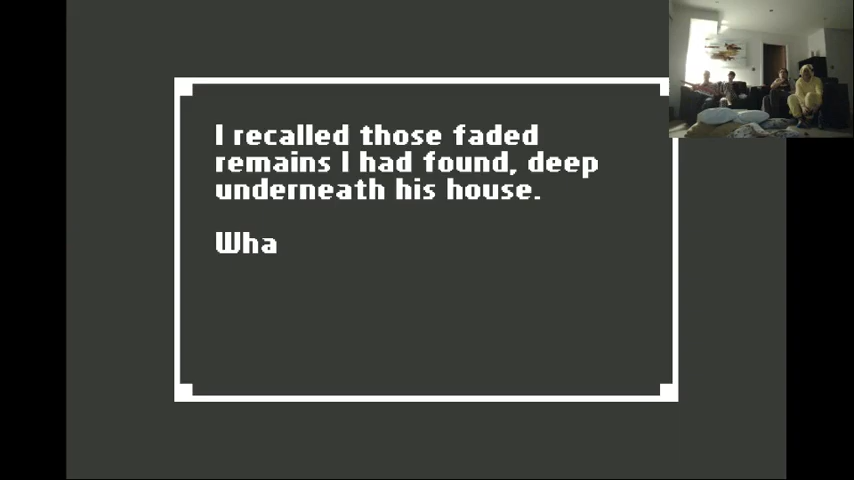 I recalled those faded
remains I had found, deep
underneath his house.
Wha